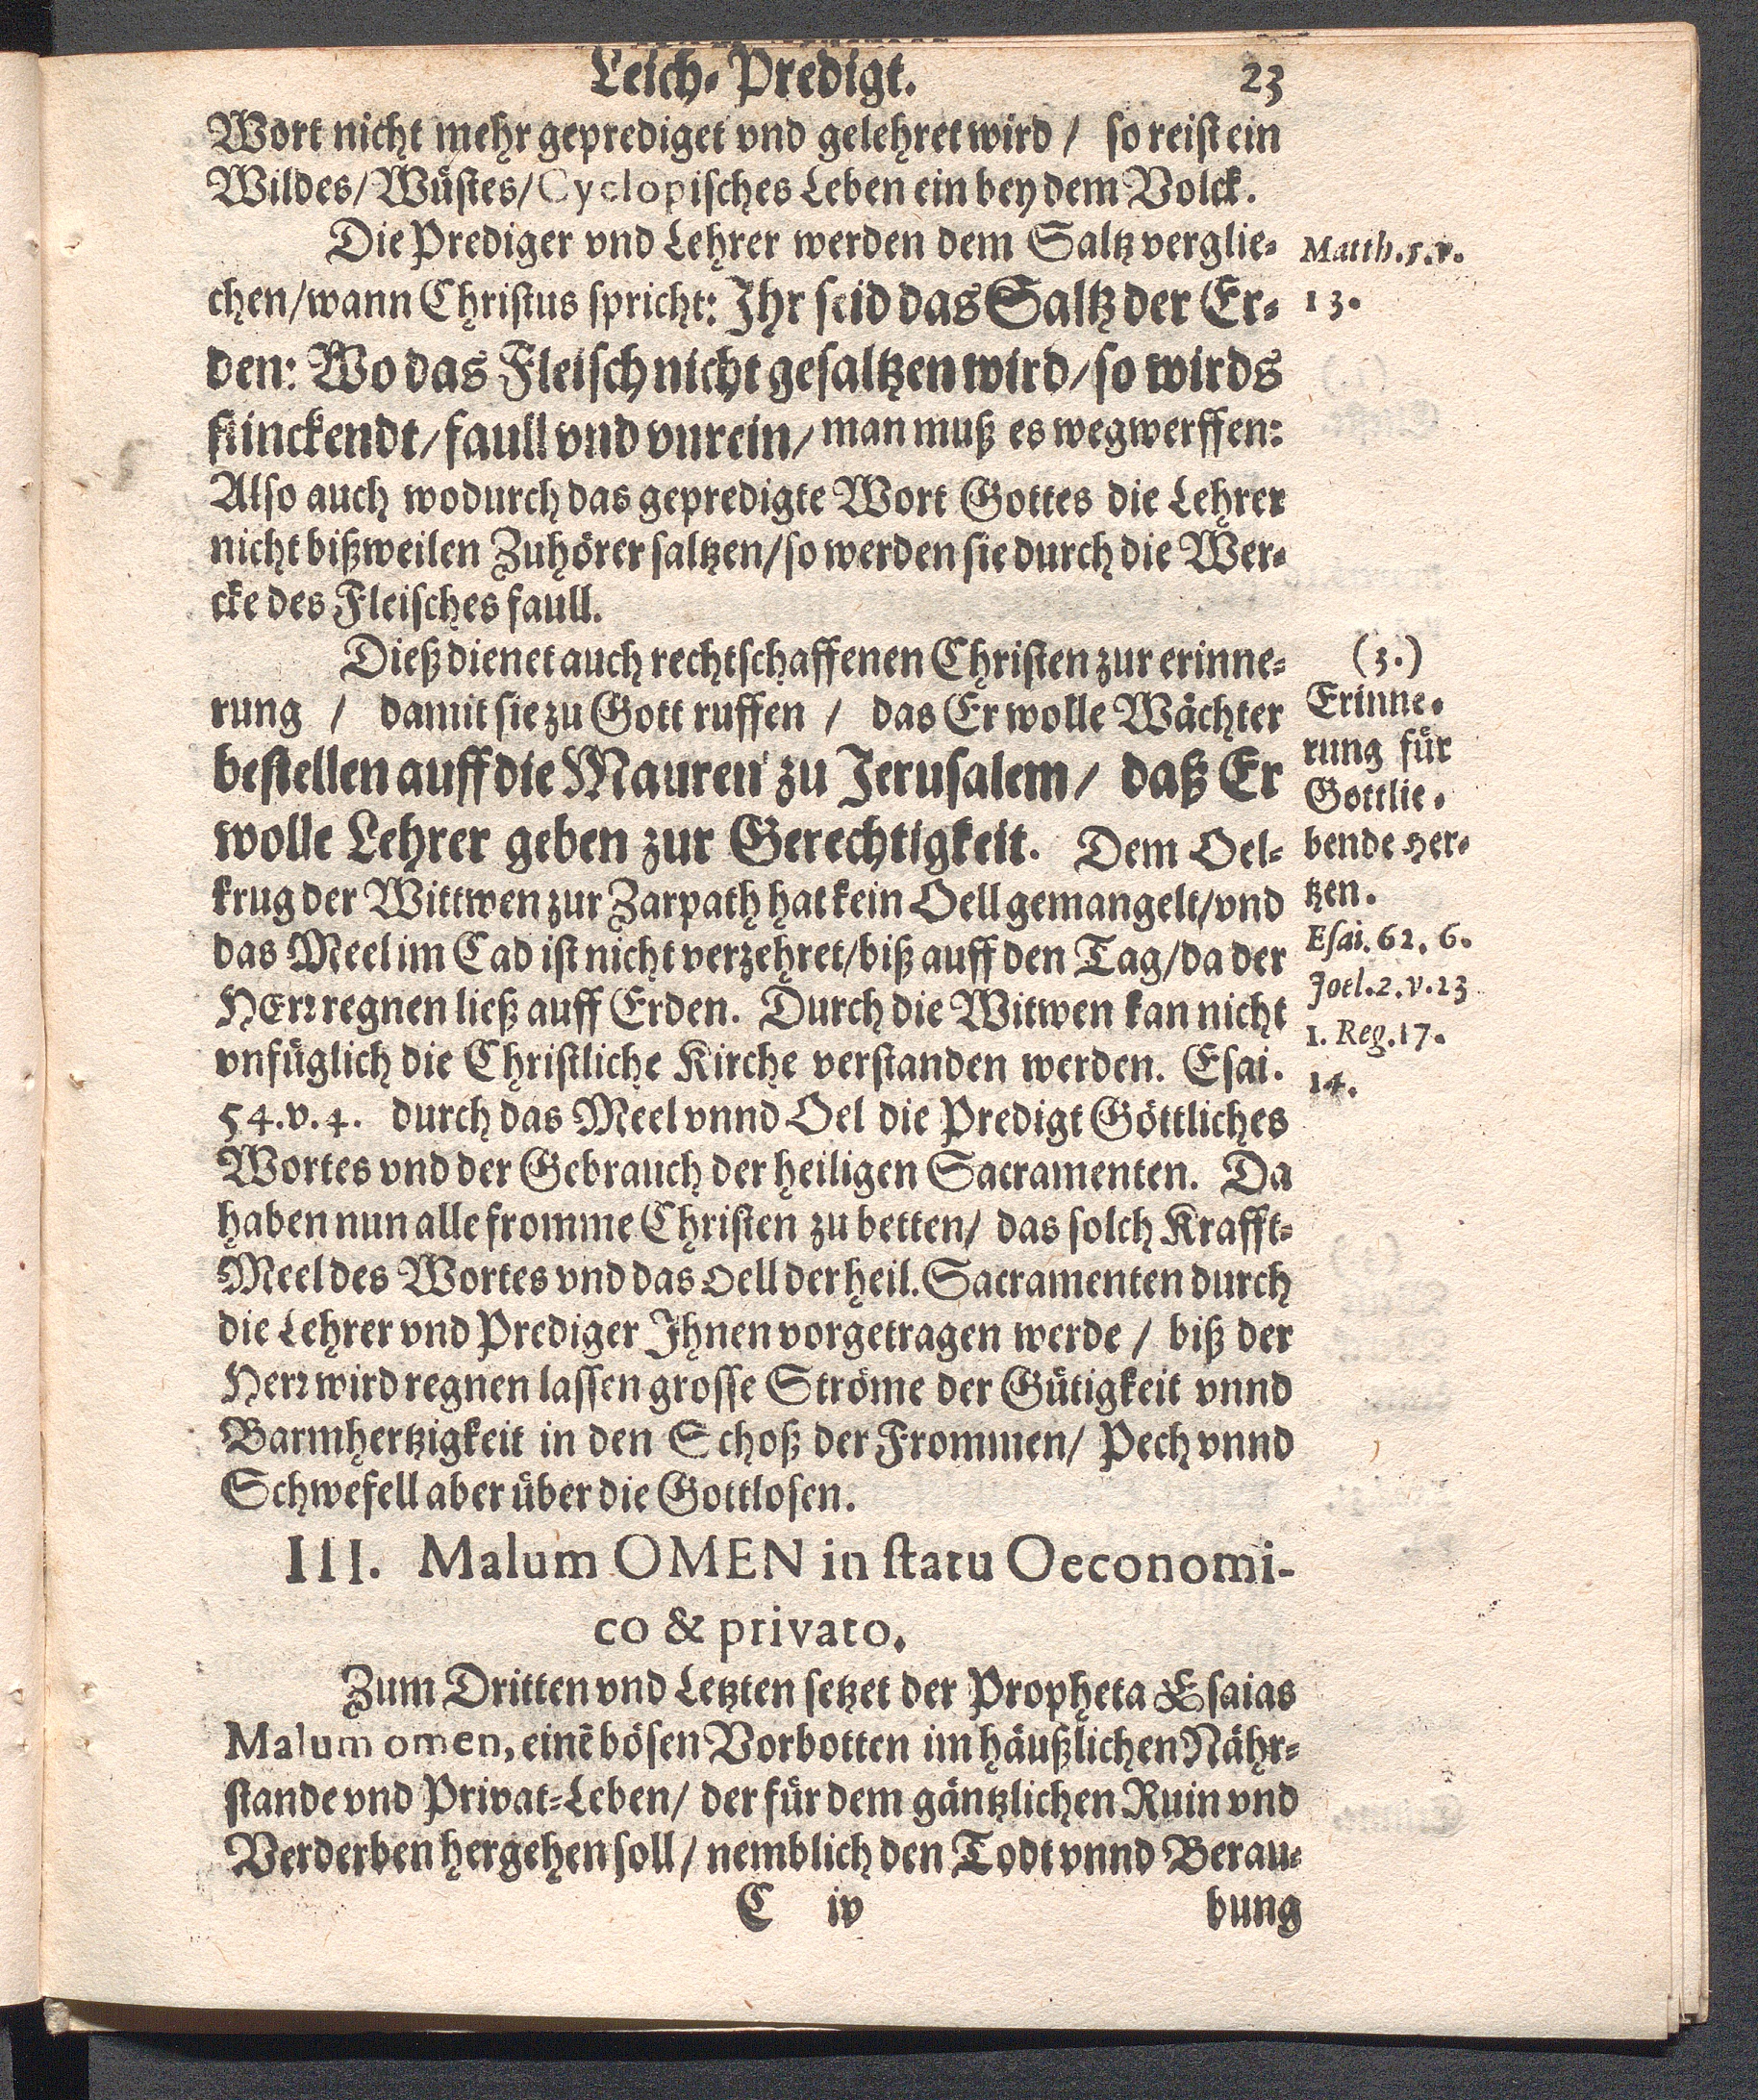 Leich-Predigt. 23
Wort nicht mehr geprediget vnd gelehret wird / so reist ein
Wildes/ Wüstes/ Cyclopisches Leben ein bey dem Volck.
Die Prediger vnd Lehrer werden dem Saltz verglie-
chen/ wann Christus spricht: Ihr seid das Saltz der Er-
den: Wo das Fleisch nicht gesaltzen wird/ so wirds
stinckendt/ faull vnd vnrein/ man muß es wegwerffen:
Also auch wodurch das gepredigte Wort Gottes die Lehrer
nicht bißweilen Zuhörer saltzen/ so werden sie durch die Wer-
cke des Fleisches faull.
Dieß dienet auch rechtschaffenen Christen zur erinne-
rung / damit sie zu Gott ruffen / das Er wolle Wächter
bestellen auff die Mauren zu Jerusalem/ daß Er
wolle Lehrer geben zur Gerechtigkeit. Dem Oel-
krug der Wittwen zur Zarpath hat kein Oell gemangelt/ vnd
das Meel im Cad ist nicht verzehret/ biß auff den Tag/ da der
HErr regnen ließ auff Erden. Durch die Witwen kan nicht
vnfüglich die Christliche Kirche verstanden werden. Esai.
54. v. 4. durch das Meel vnnd Oel die Predigt Göttliches
Wortes vnd der Gebrauch der heiligen Sacramenten. Da
haben nun alle fromme Christen zu betten/ das solch Krafft-
Meel des Wortes vnd das Oell der heil. Sacramenten durch
die Lehrer vnd Prediger Ihnen vorgetragen werde / biß der
Herr wird regnen lassen grosse Ströme der Gütigkeit vnnd
Barmhertzigkeit in den Schoß der Frommen/ Pech vnnd
Schwefell aber über die Gottlosen.
III. Malum OMEN in statu Oeconomi-
co & privato.
Zum Dritten vnd Letzten setzet der Propheta Esaias
Malum omen, einē bösen Vorbotten im häußlichen Nähr-
stande vnd Privat-Leben/ der für dem gäntzlichen Ruin vnd
Verderben hergehen soll/ nemblich den Todt vnnd Berau-
C iv bung
Matth. 5. v.
13.
(3.)
Erinne-
rung für
Gottlie-
bende Her-
tzen.
Esai. 62. 6.
Joel. 2. v. 23
1. Reg. 17.
14.